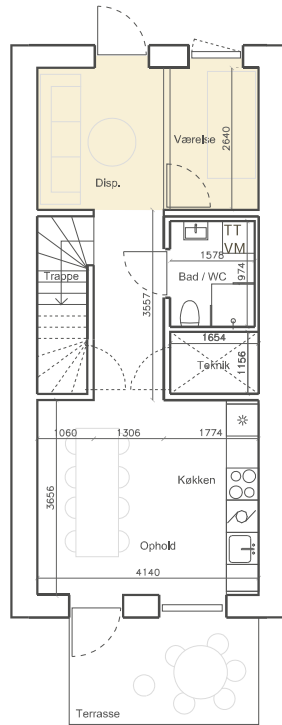 Værelse
2640
Disp.
TT
VM
1578
Trappe
Bad / WC
974
3557
1654
Teknik
1156
1060
1306
1774
3656
Køkken
Ophold
4140
Terrasse